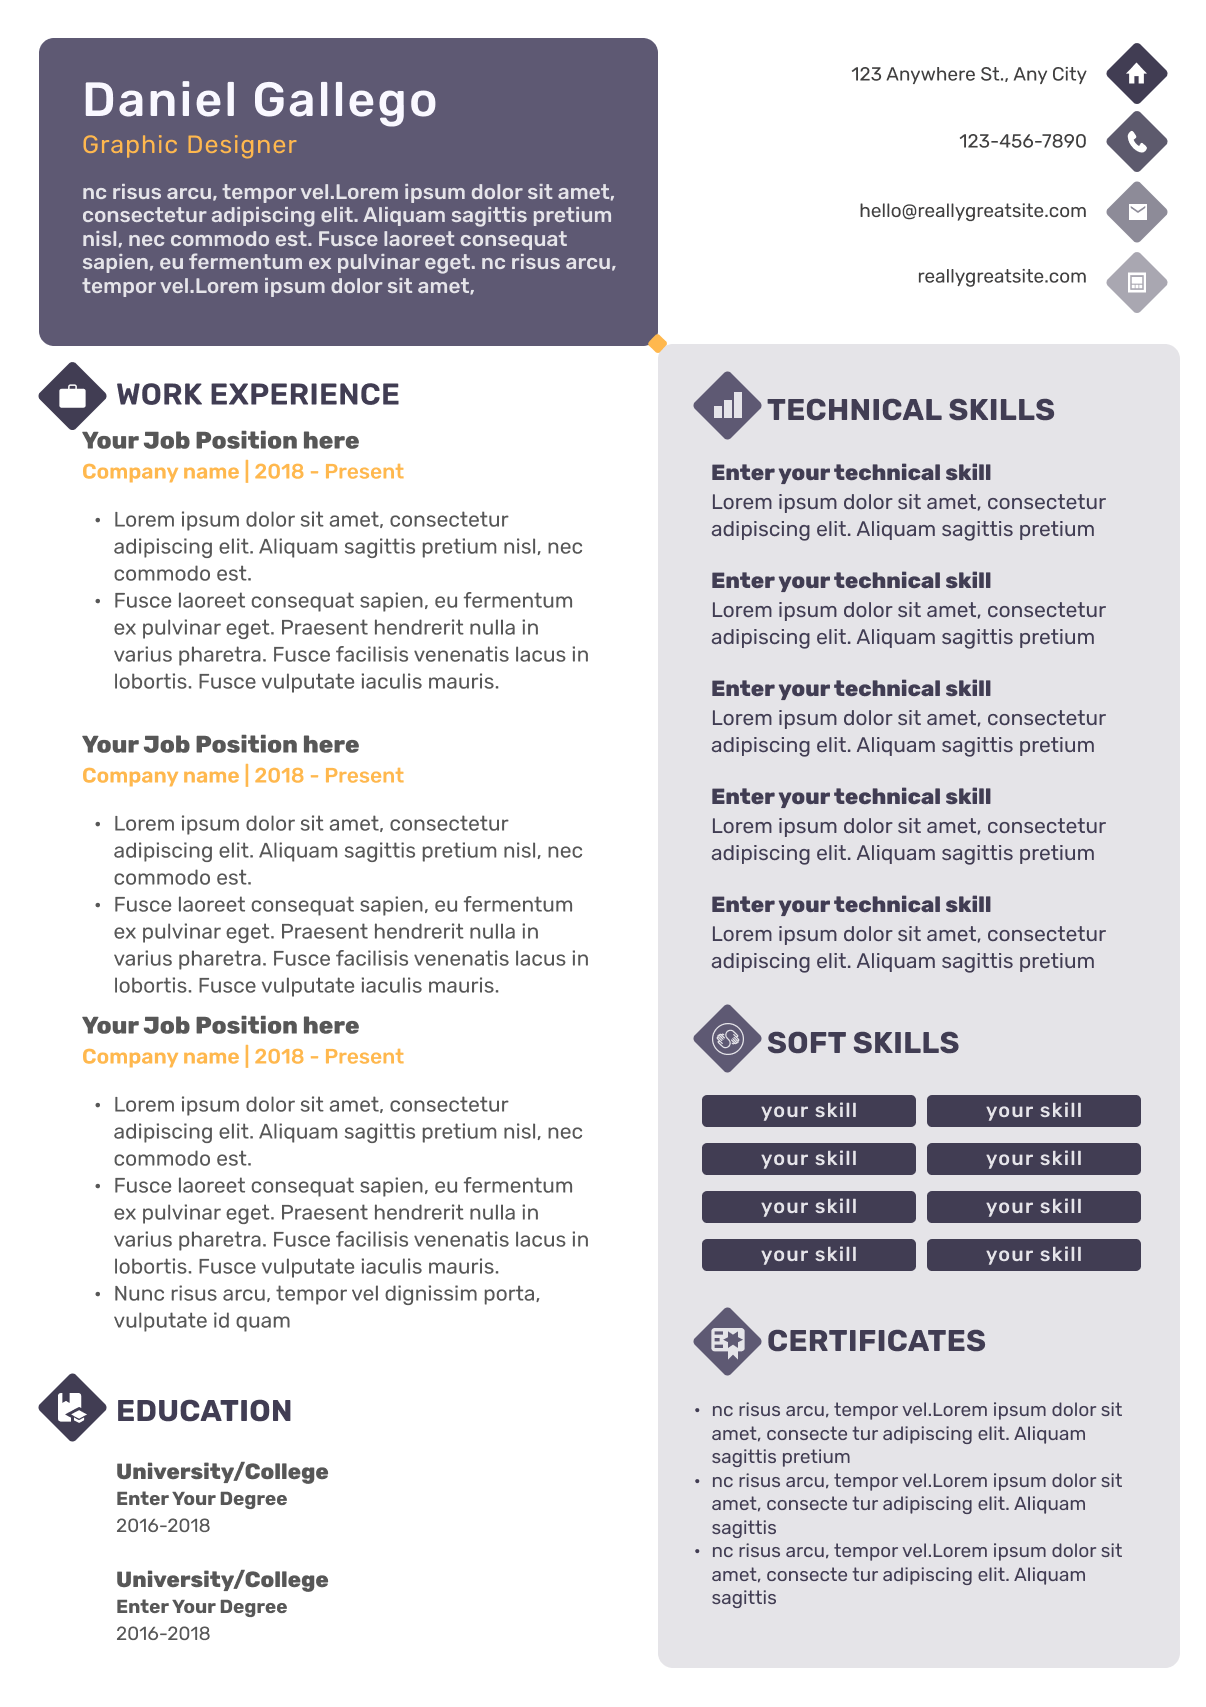 Daniel Gallego
Graphic Designer
nc risus arcu, tempor vel.Lorem ipsum dolor sit amet,
consectetur adipiscing elit. Aliquam sagittis pretium
nisl, nec commodo est. Fusce laoreet consequat
sapien, eu fermentum ex pulvinar eget. nc risus arcu,
tempor vel.Lorem ipsum dolor sit amet,
123 Anywhere St., Any City
123-456-7890
hello@reallygreatsite.com
reallygreatsite.com
WORK EXPERIENCE
Your Job Position here
Company name | 2018 - Present
• Lorem ipsum dolor sit amet, consectetur
adipiscing elit. Aliquam sagittis pretium nisl, nec
commodo est.
• Fusce laoreet consequat sapien, eu fermentum
ex pulvinar eget. Praesent hendrerit nulla in
varius pharetra. Fusce facilisis venenatis lacus in
lobortis. Fusce vulputate iaculis mauris.
Your Job Position here
Company name | 2018 - Present
• Lorem ipsum dolor sit amet, consectetur
adipiscing elit. Aliquam sagittis pretium nisl, nec
commodo est.
• Fusce laoreet consequat sapien, eu fermentum
ex pulvinar eget. Praesent hendrerit nulla in
varius pharetra. Fusce facilisis venenatis lacus in
lobortis. Fusce vulputate iaculis mauris.
Your Job Position here
Company name | 2018 - Present
• Lorem ipsum dolor sit amet, consectetur
adipiscing elit. Aliquam sagittis pretium nisl, nec
commodo est.
• Fusce laoreet consequat sapien, eu fermentum
ex pulvinar eget. Praesent hendrerit nulla in
varius pharetra. Fusce facilisis venenatis lacus in
lobortis. Fusce vulputate iaculis mauris.
• Nunc risus arcu, tempor vel dignissim porta,
vulputate id quam
EDUCATION
University/College
Enter Your Degree
2016-2018
University/College
Enter Your Degree
2016-2018
TECHNICAL SKILLS
Enter your technical skill
Lorem ipsum dolor sit amet, consectetur
adipiscing elit. Aliquam sagittis pretium
Enter your technical skill
Lorem ipsum dolor sit amet, consectetur
adipiscing elit. Aliquam sagittis pretium
Enter your technical skill
Lorem ipsum dolor sit amet, consectetur
adipiscing elit. Aliquam sagittis pretium
Enter your technical skill
Lorem ipsum dolor sit amet, consectetur
adipiscing elit. Aliquam sagittis pretium
Enter your technical skill
Lorem ipsum dolor sit amet, consectetur
adipiscing elit. Aliquam sagittis pretium
SOFT SKILLS
your skill your skill
your skill your skill
your skill your skill
your skill your skill
CERTIFICATES
• nc risus arcu, tempor vel.Lorem ipsum dolor sit
amet, consecte tur adipiscing elit. Aliquam
sagittis pretium
• nc risus arcu, tempor vel.Lorem ipsum dolor sit
amet, consecte tur adipiscing elit. Aliquam
sagittis
• nc risus arcu, tempor vel.Lorem ipsum dolor sit
amet, consecte tur adipiscing elit. Aliquam
sagittis